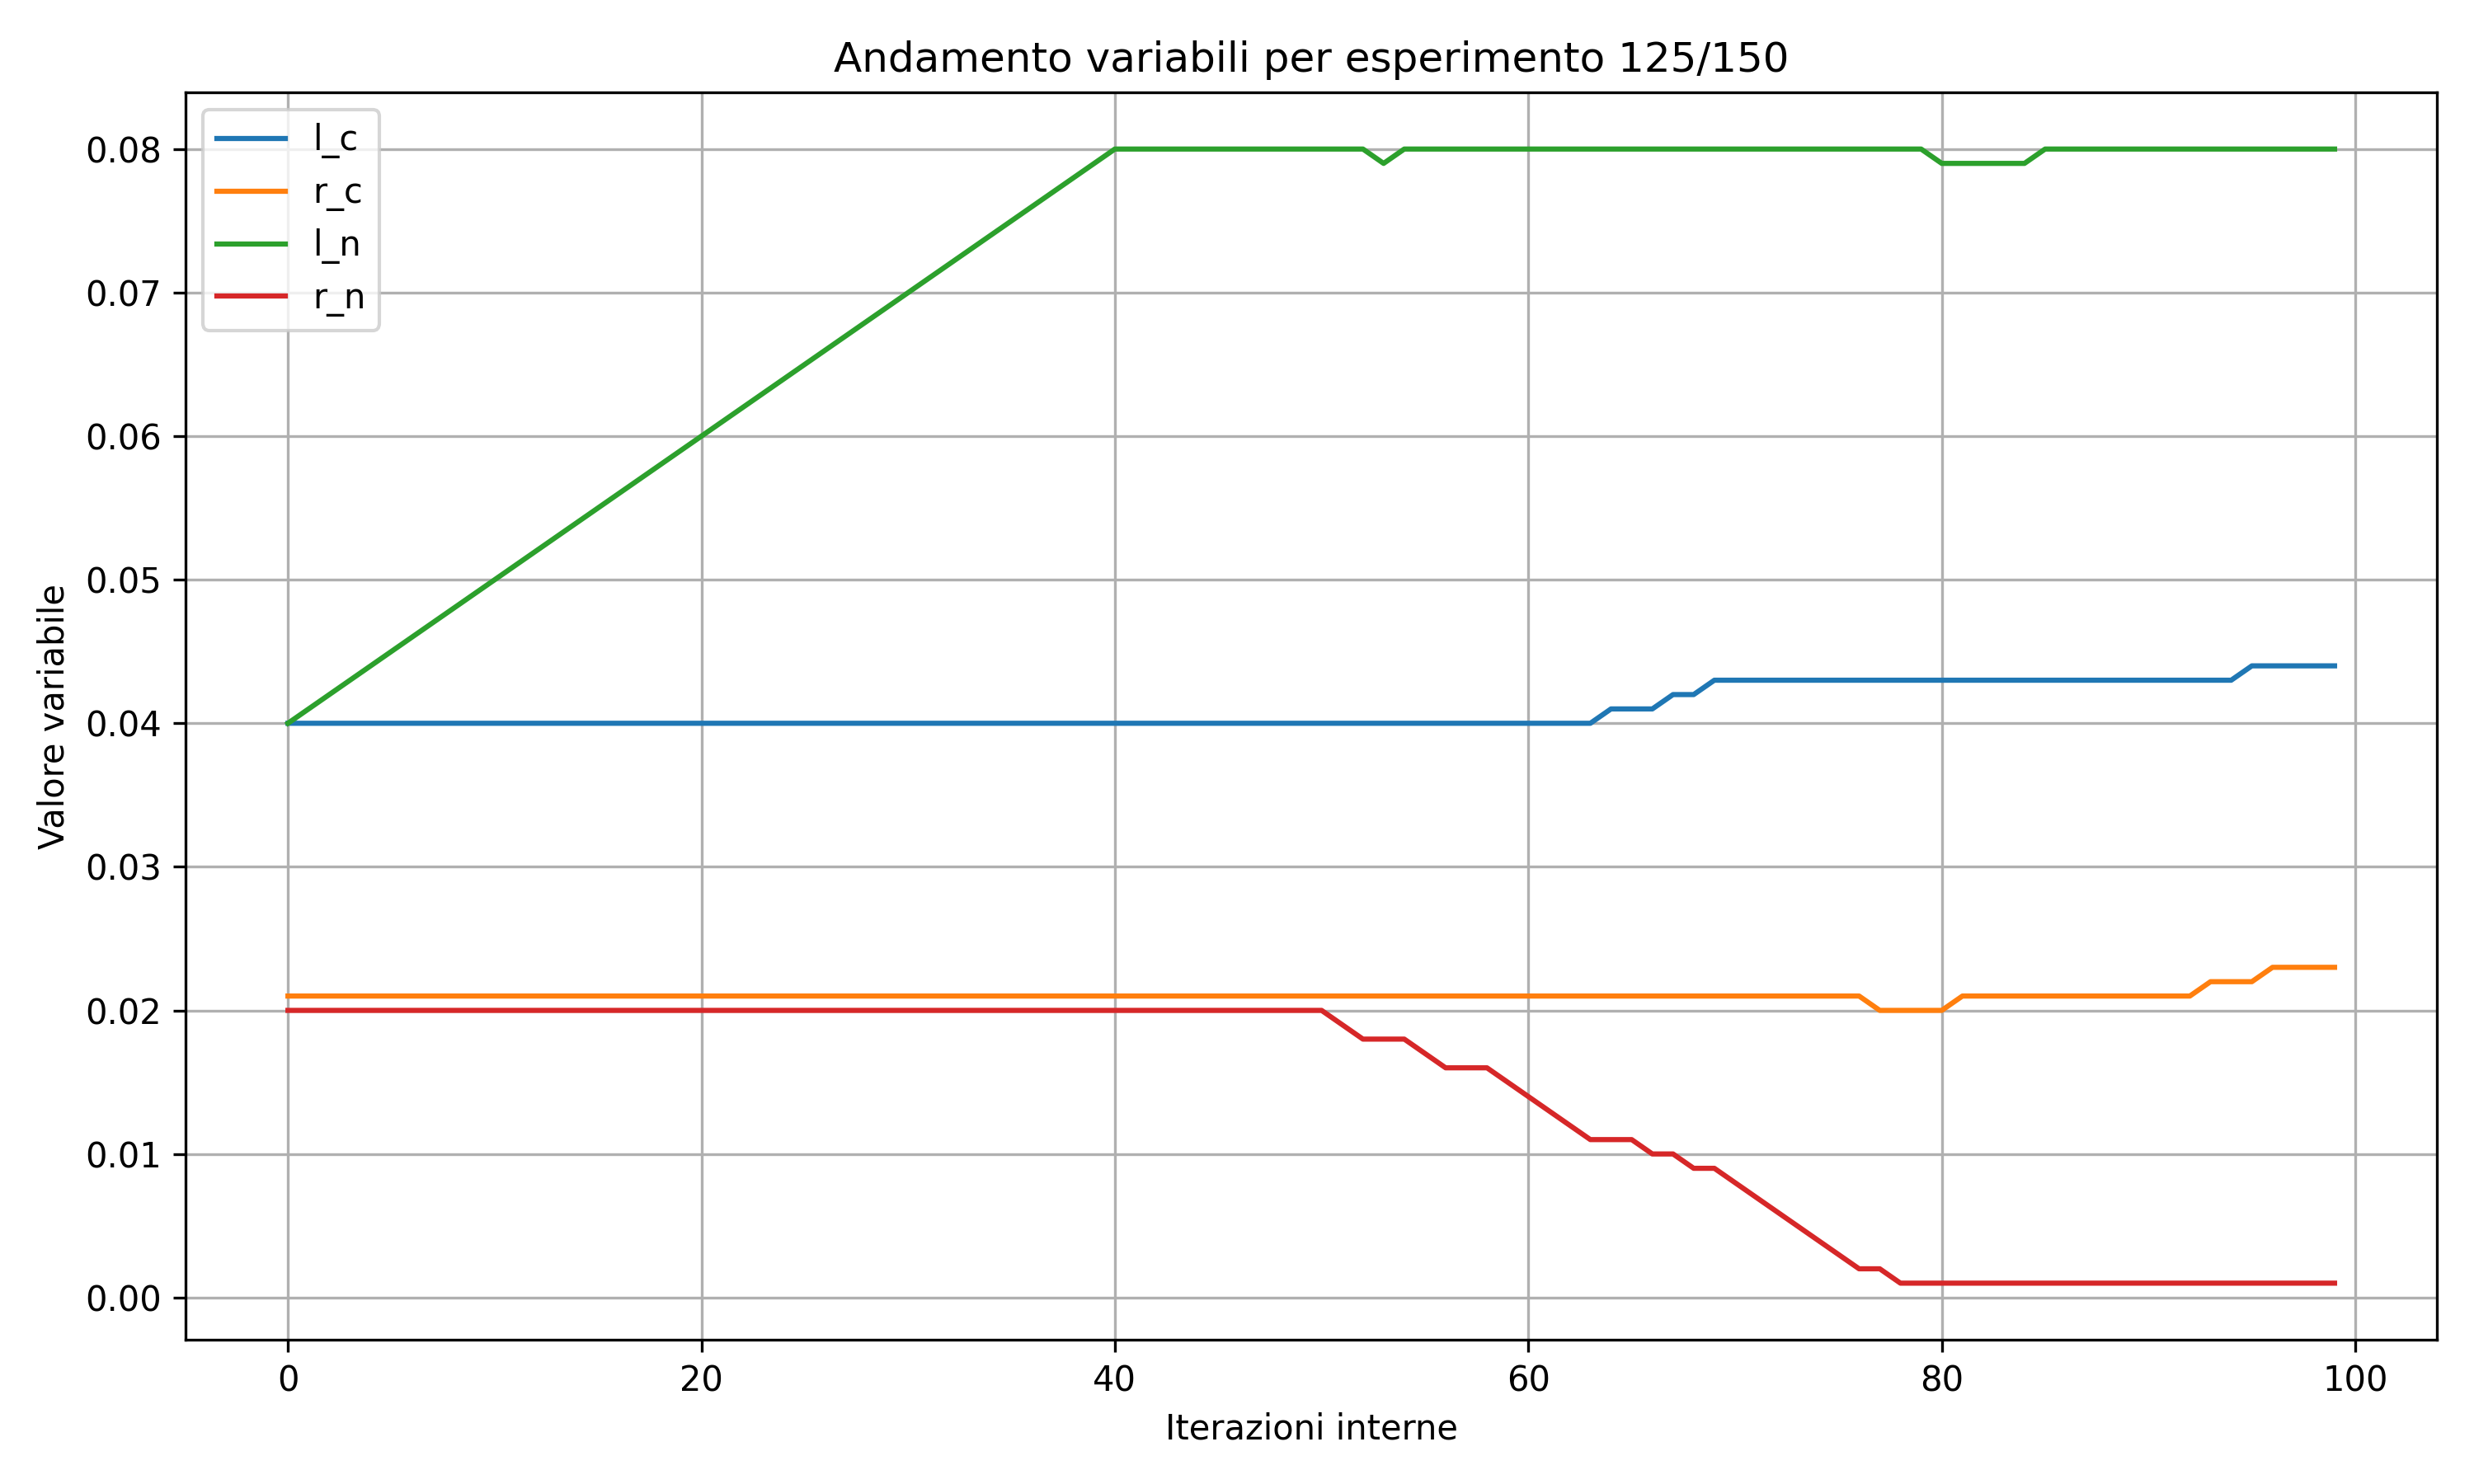 Andamento variabili per esperimento 125/150
l_c
r_c
l_n
r_n
0.08
0.07
0.06
0.05
0.04
0.03
0.02
0.01
0.00
Valore variabile
0 20 40 60 80 100
Iterazioni interne